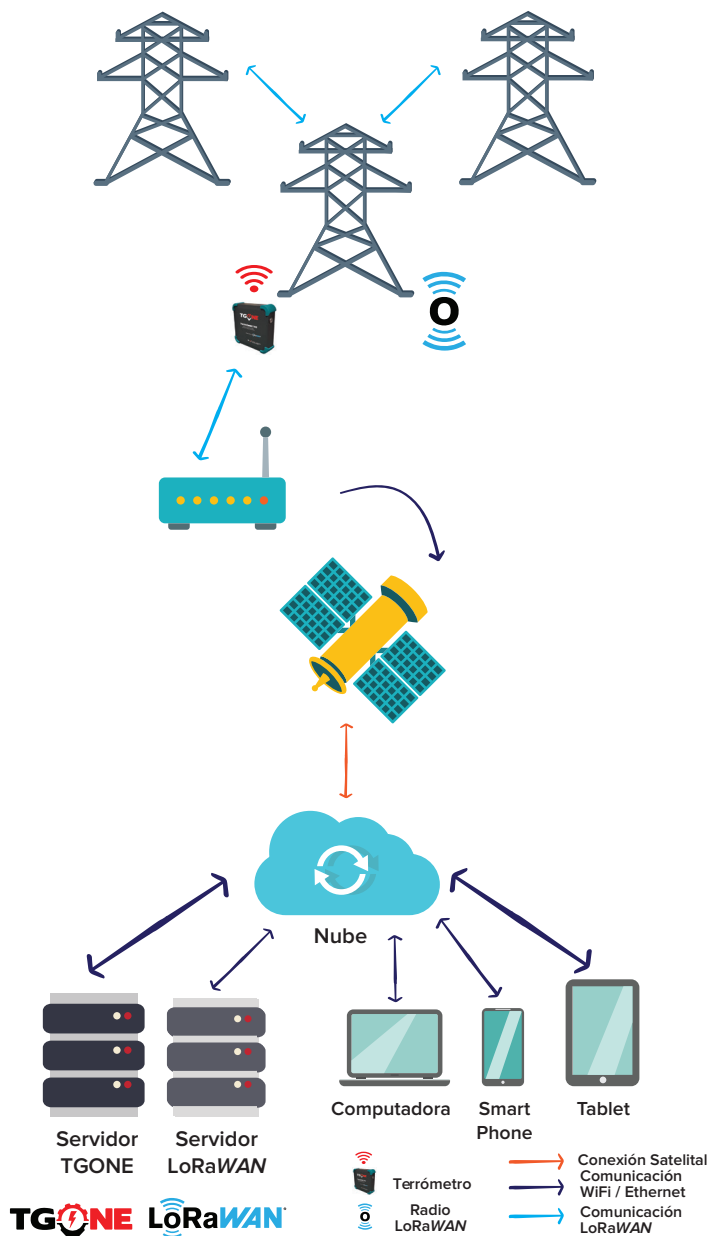 TGONE
O
Nube
Servidor
TGONE
Servidor
LoRaWAN
Computadora
Smart
Phone
Tablet
Terrómetro
Radio
LoRaWAN
O
Conexión Satelital
Comunicación
WiFi / Ethernet
Comunicación
LoRaWAN
TGONE
LoRaWAN